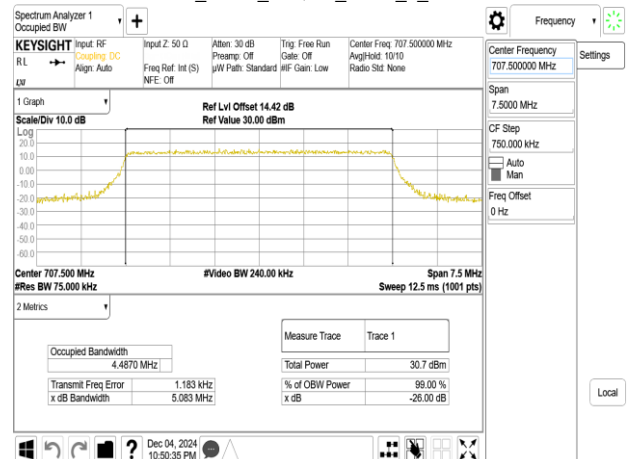 Spectrum Analyzer 1
Occupied BW
KEYSIGHT
RL
Input: RF
Coupling: DC
Align: Auto
Input Z: 50 Ω
Freq Ref: Int (S)
NFE: Off
Atten: 30 dB
Preamp: Off
µW Path: Standard
Trig: Free Run
Gate: Off
#IF Gain: Low
Center Freq: 707.500000 MHz
Avg|Hold: 10/10
Radio Std: None
1 Graph
Scale/Div 10.0 dB
Ref Lvl Offset 14.42 dB
Ref Value 30.00 dBm
Log
20.0
10.0
0.00
-10.0
-20.0
-30.0
-40.0
-50.0
-60.0
Center 707.500 MHz
#Video BW 240.00 kHz
Span 7.5 MHz
#Res BW 75.000 kHz
Sweep 12.5 ms (1001 pts)
2 Metrics
Measure Trace Trace 1
Occupied Bandwidth
4.4870 MHz
Total Power 30.7 dBm
Transmit Freq Error 1.183 kHz
% of OBW Power 99.00 %
x dB Bandwidth 5.083 MHz
x dB -26.00 dB
Dec 04, 2024
10:50:35 PM
Frequency
Settings
Center Frequency
707.500000 MHz
Span
7.5000 MHz
CF Step
750.000 kHz
Auto
Man
Freq Offset
0 Hz
Local